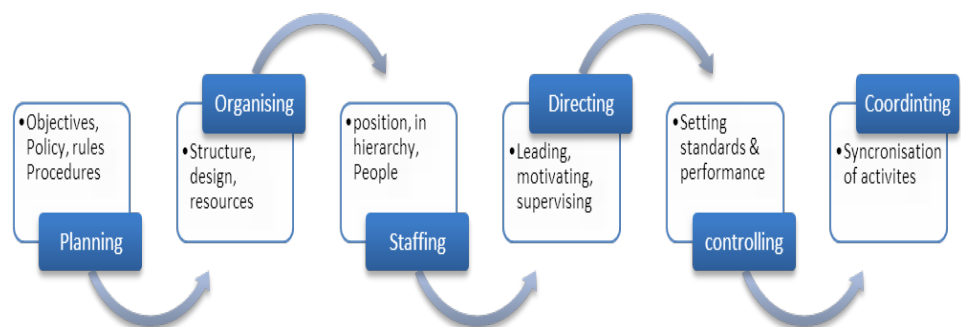 •Objectives,
Policy, rules
Procedures
Planning
Organising
•Structure,
design,
resources
•position, in
hierarchy,
People
Staffing
Directing
•Leading,
motivating,
supervising
•Setting
standards &
performance
controlling
Coordinting
•Syncronisation
of activites